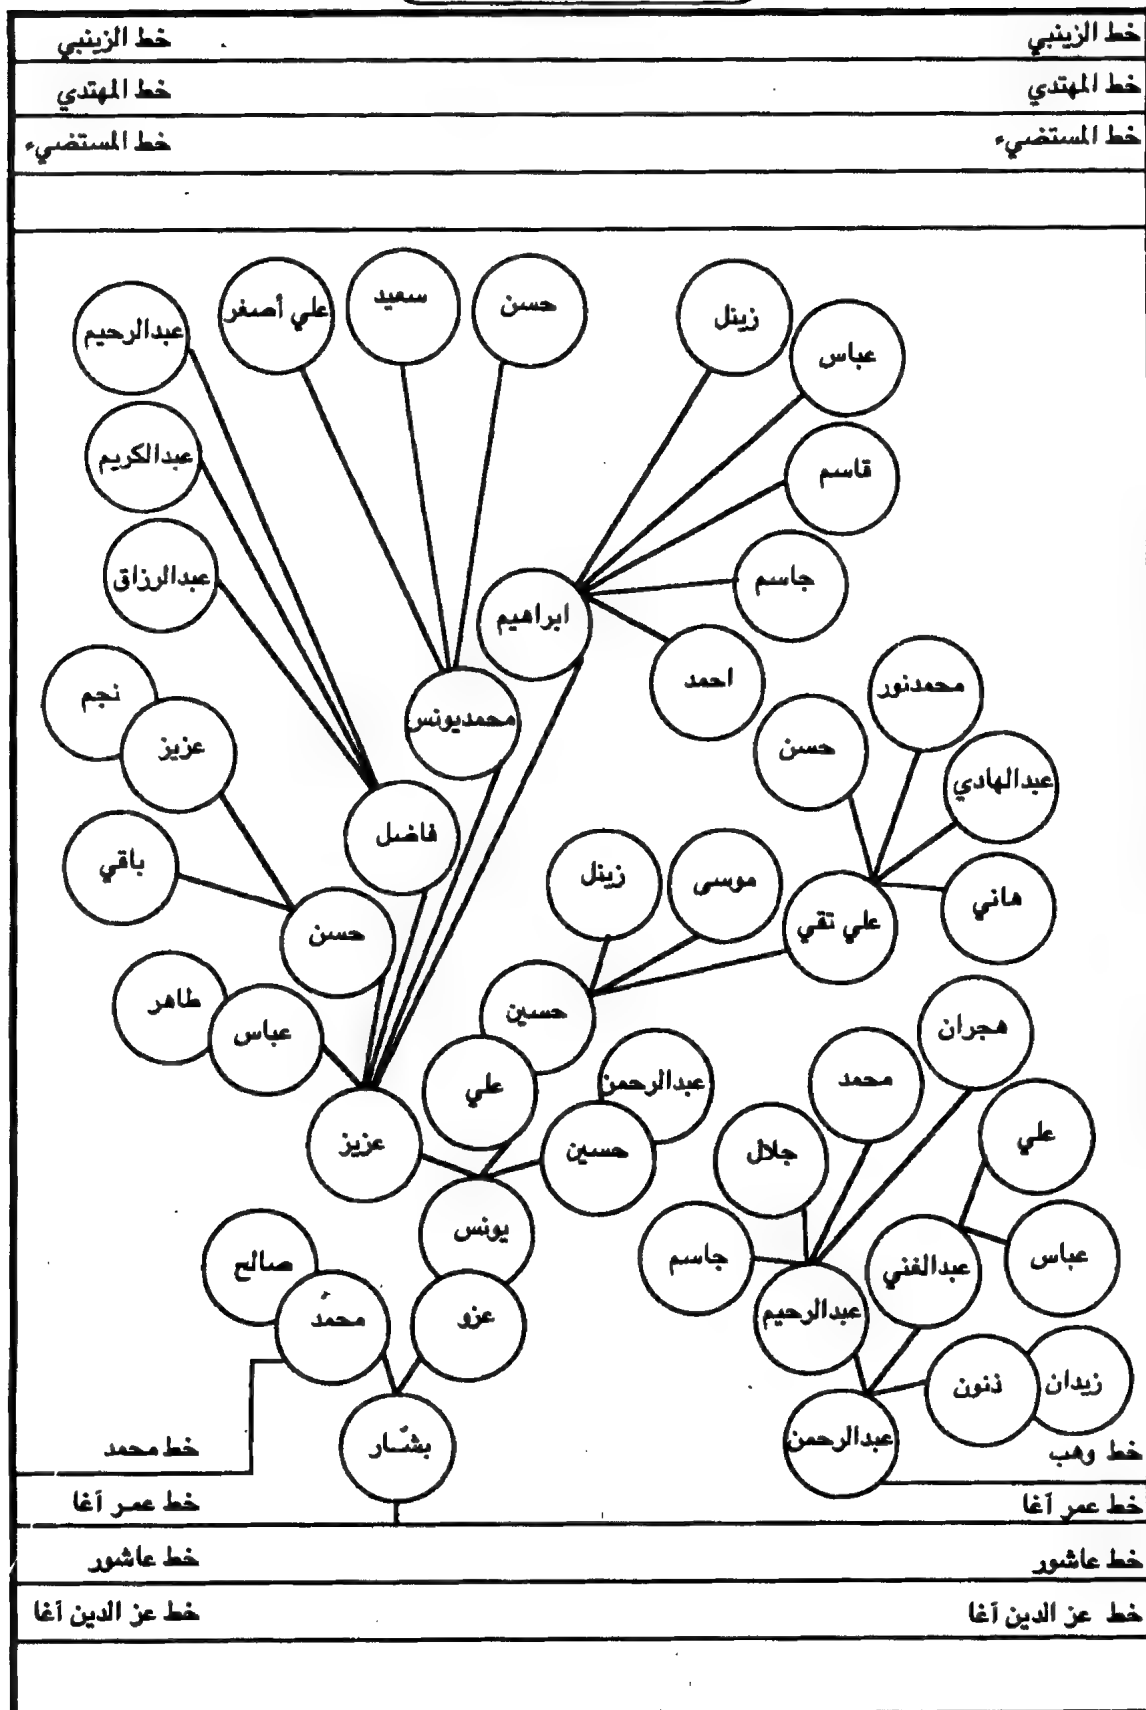 خط الزينبي
خط الزينبي
خط المهتدي
خط المهتدي
خط المستضيء
خط المستضيء
زينل
حسن
سعيد
علي أصغر
عبدالرحيم
عباس
عبدالكريم
قاسم
جاسم
عبدالرزاق
ابراهيم
احمد
محمدنور
نجم
محمديونس
حسن
عزيز
عبدالهادي
فاضل
باقي
زينل
موسى
هاني
علي تقي
حسن
طاهر
حسين
هجران
عباس
عبدالرحمن
علي
محمد
علي
عزيز
حسين
جلال
يونس
صالح
جاسم
عبدالغني
عباس
محمّد
عزو
عبدالرحيم
زيدان
ذنون
بشّار
عبدالرحمن
خط وهب
خط محمد
خط عمر آغا
خط عمر آغا
خط عاشور
خط عاشور
خط عز الدين آغا
خط عز الدين آغا